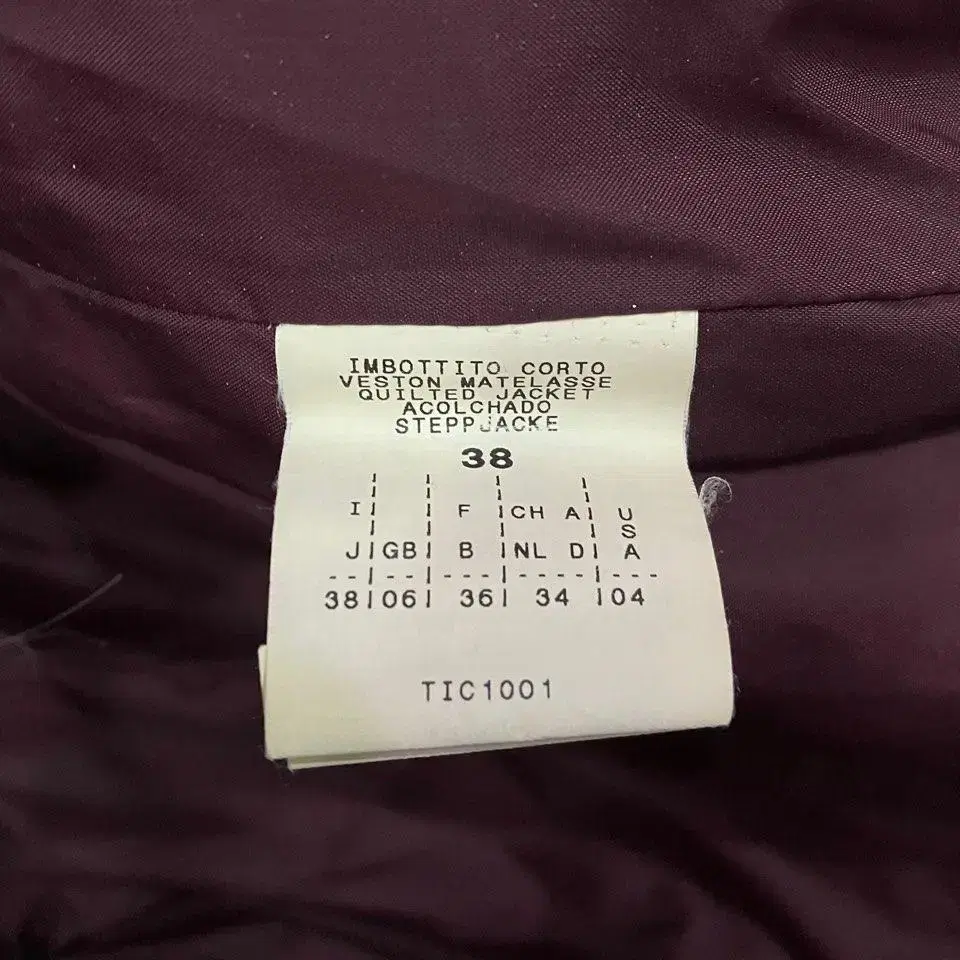 IMBOTTITO CORTO
VESTON MATELASSE
QUILTED JACKET
ACOLCHADO
STEPPJACKE
38
I F CH A U
S
J GB B NL D A
38 06 36 34 04
TIC1001